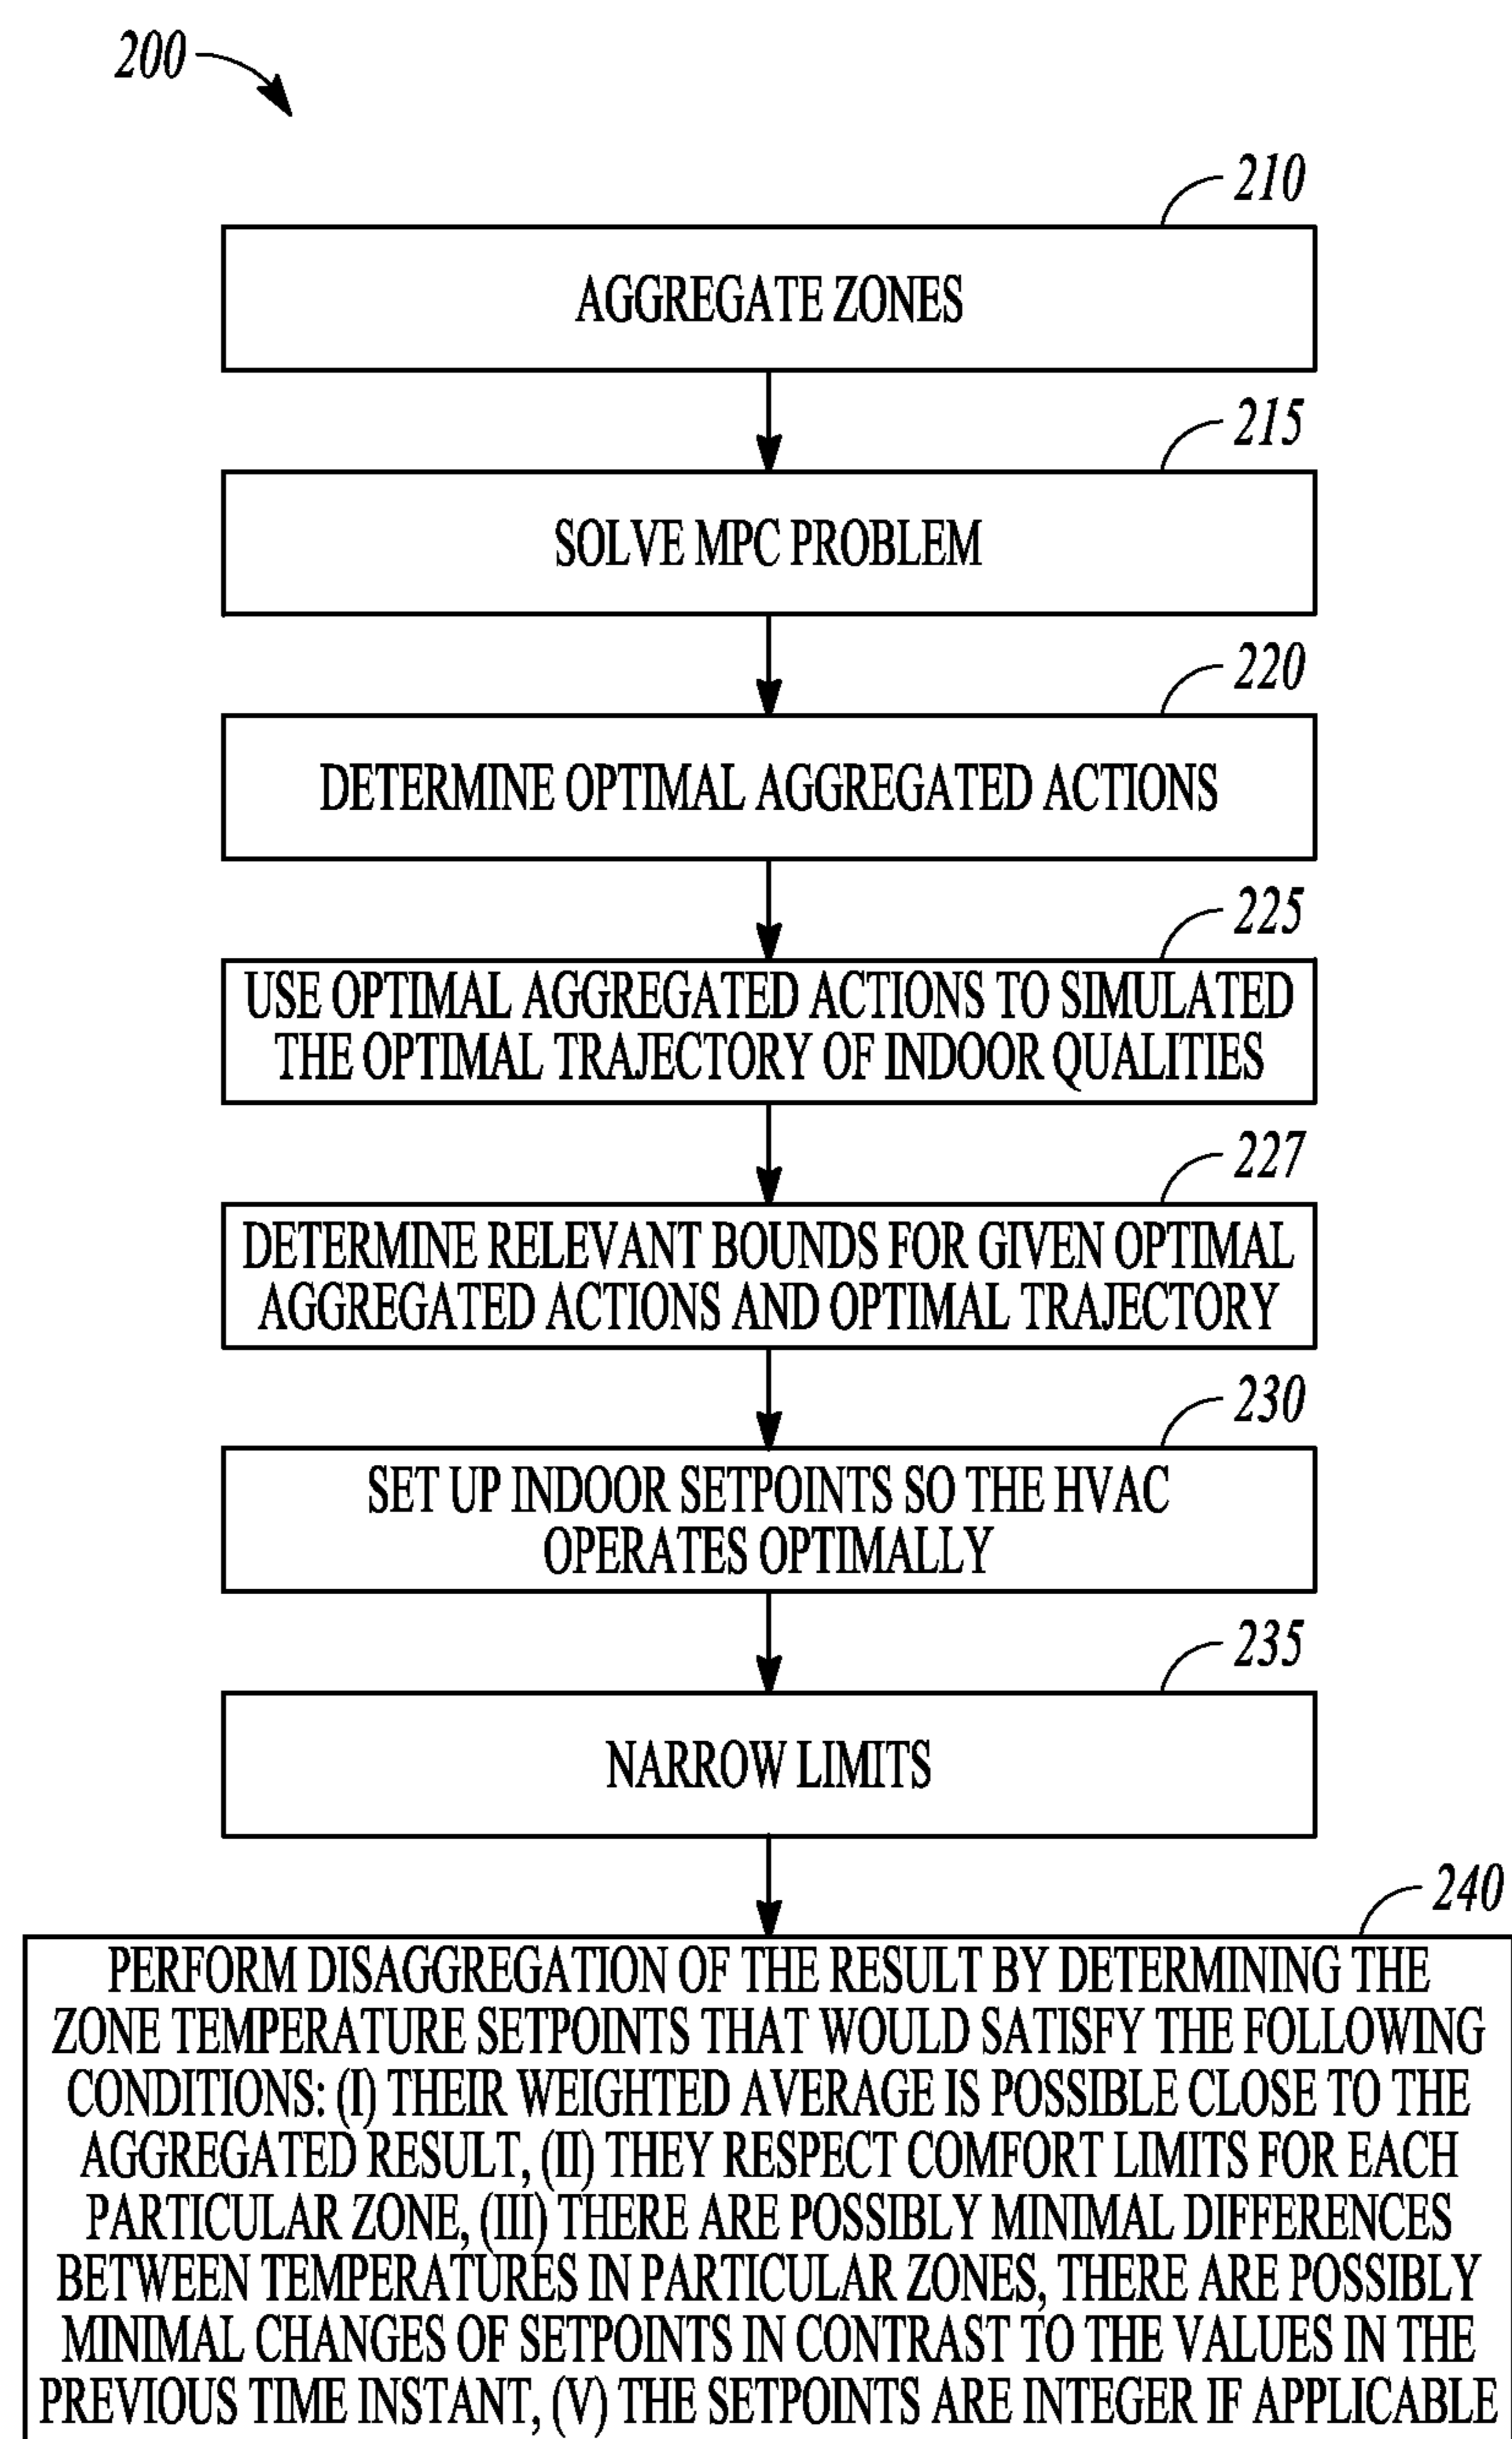 200
210
AGGREGATE ZONES
215
SOLVE MPC PROBLEM
220
DETERMINE OPTIMAL AGGREGATED ACTIONS
225
USE OPTIMAL AGGREGATED ACTIONS TO SIMULATED
THE OPTIMAL TRAJECTORY OF INDOOR QUALITIES
227
DETERMINE RELEVANT BOUNDS FOR GIVEN OPTIMAL
AGGREGATED ACTIONS AND OPTIMAL TRAJECTORY
230
SET UP INDOOR SETPOINTS SO THE HVAC
OPERATES OPTIMALLY
235
NARROW LIMITS
240
PERFORM DISAGGREGATION OF THE RESULT BY DETERMINING THE
ZONE TEMPERATURE SETPOINTS THAT WOULD SATISFY THE FOLLOWING
CONDITIONS: (I) THEIR WEIGHTED AVERAGE IS POSSIBLE CLOSE TO THE
AGGREGATED RESULT, (II) THEY RESPECT COMFORT LIMITS FOR EACH
PARTICULAR ZONE, (III) THERE ARE POSSIBLY MINIMAL DIFFERENCES
BETWEEN TEMPERATURES IN PARTICULAR ZONES, THERE ARE POSSIBLY
MINIMAL CHANGES OF SETPOINTS IN CONTRAST TO THE VALUES IN THE
PREVIOUS TIME INSTANT, (V) THE SETPOINTS ARE INTEGER IF APPLICABLE